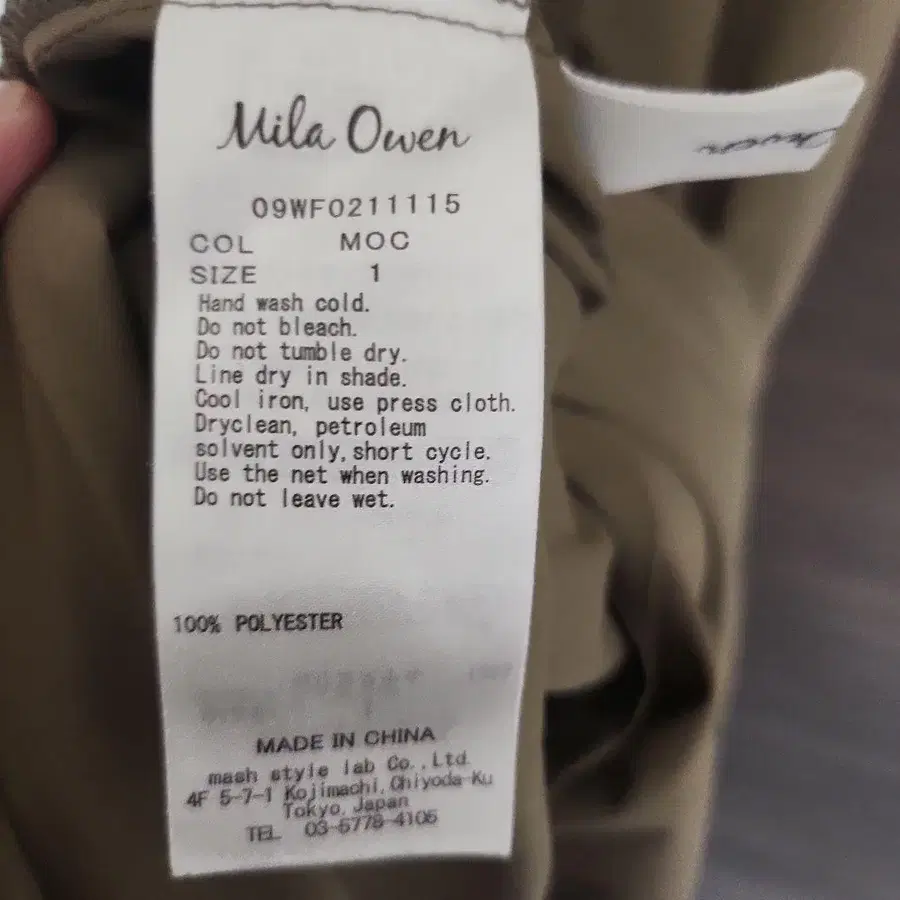 Mila Owen
09WF0211115
COL MOC
SIZE 1
Hand wash cold.
Do not bleach.
Do not tumble dry.
Line dry in shade.
Cool iron, use press cloth.
Dryclean, petroleum
solvent only,short cycle.
Use the net when washing.
Do not leave wet.
100% POLYESTER
MADE IN CHINA
mash style lab Co.,Ltd.
4F 5-7-1 Kojimachi,Chiyoda-Ku
Tokyo,Japan
TEL 03-5778-4106